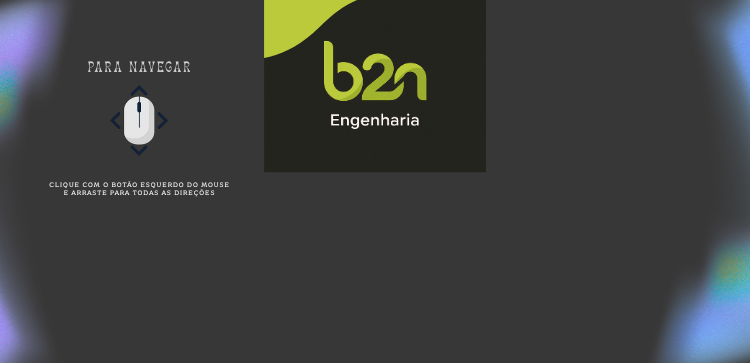 PARA NAVEGAR
CLIQUE COM O BOTÃO ESQUERDO DO MOUSE
E ARRASTE PARA TODAS AS DIREÇÕES
b2n
Engenharia